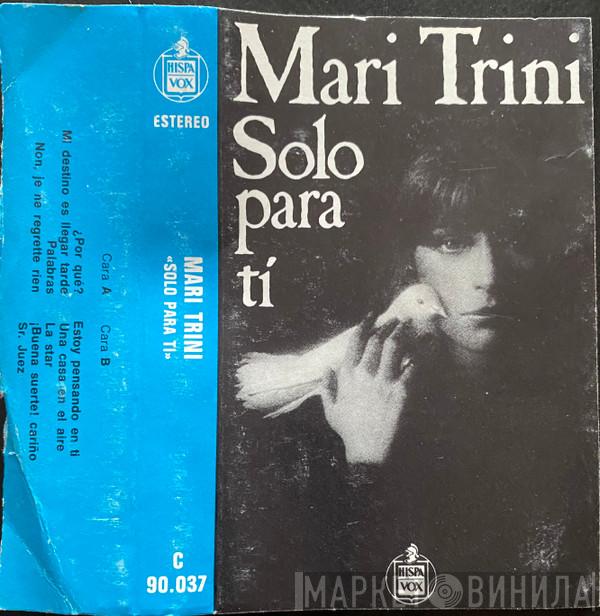 HISPA
VOX
ESTEREO
MARI TRINI
«SOLO PARA TI»
Cara A
¿Por qué?
Mi destino es llegar tarde
Palabras
Non, je ne regrette rien
Cara B
Estoy pensando en ti
Una casa en el aire
La star
¡Buena suerte! cariño
Sr. Juez
C
90.037
Mari Trini
Solo
para
tí
HISPA
VOX
МАРК ВИНИЛА